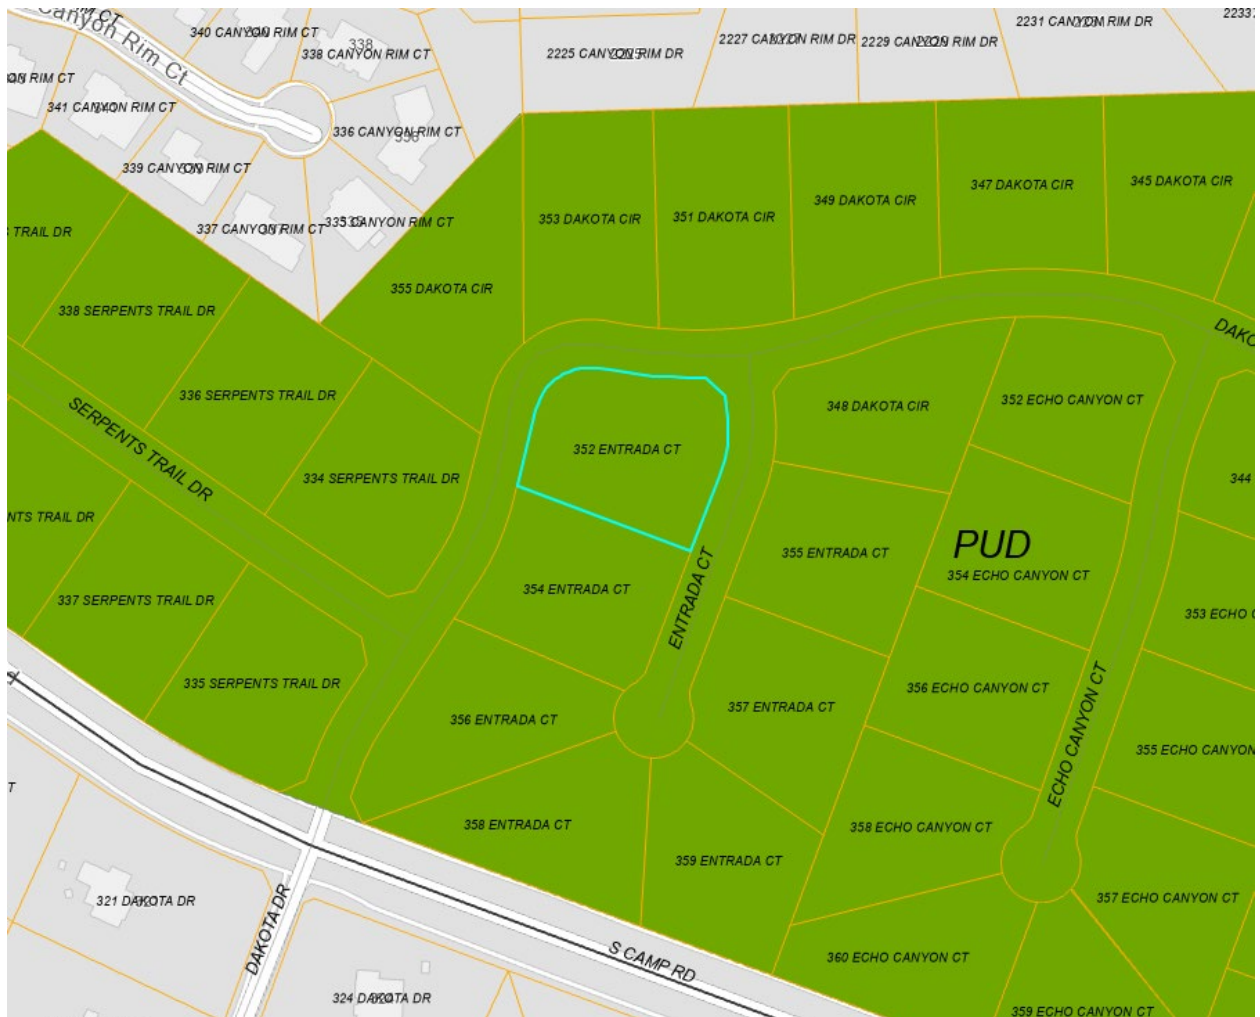 M CT
Canyon Rim Ct
340 CANYON RIM CT
338
338 CANYON RIM CT
2225 CANYON RIM DR
2227 CANYON RIM DR
2229 CANYON RIM DR
2231 CANYON RIM DR
2233
ON RIM CT
341 CANYON RIM CT
336 CANYON RIM CT
339 CANYON RIM CT
337 CANYON RIM CT
335 CANYON RIM CT
TRAIL DR
353 DAKOTA CIR
351 DAKOTA CIR
349 DAKOTA CIR
347 DAKOTA CIR
345 DAKOTA CIR
355 DAKOTA CIR
338 SERPENTS TRAIL DR
336 SERPENTS TRAIL DR
SERPENTS TRAIL DR
334 SERPENTS TRAIL DR
352 ENTRADA CT
348 DAKOTA CIR
352 ECHO CANYON CT
DAKO
344
NTS TRAIL DR
337 SERPENTS TRAIL DR
335 SERPENTS TRAIL DR
354 ENTRADA CT
ENTRADA CT
355 ENTRADA CT
PUD
354 ECHO CANYON CT
353 ECHO
356 ENTRADA CT
357 ENTRADA CT
356 ECHO CANYON CT
ECHO CANYON CT
355 ECHO CANYON
358 ENTRADA CT
359 ENTRADA CT
358 ECHO CANYON CT
357 ECHO CANYON CT
T
321 DAKOTA DR
DAKOTA DR
S CAMP RD
324 DAKOTA DR
360 ECHO CANYON CT
359 ECHO CANYON CT